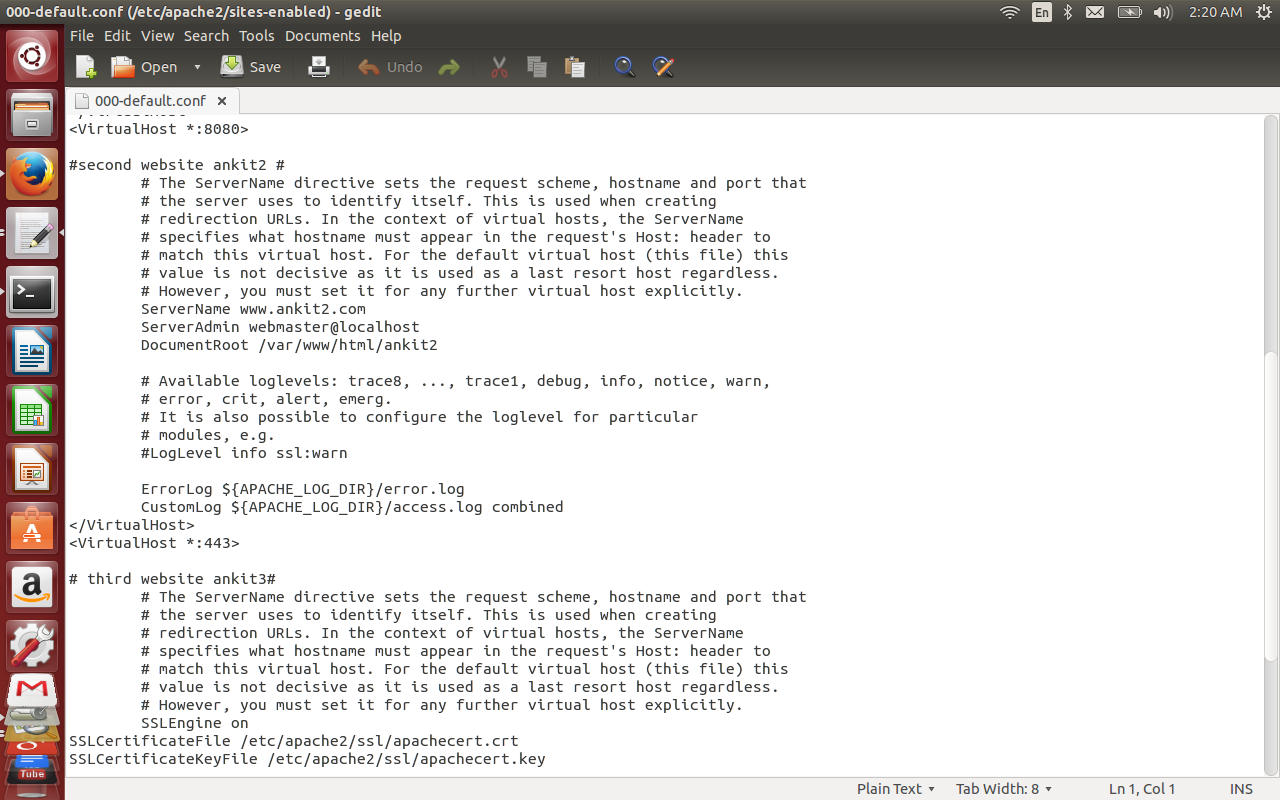 000-default.conf (/etc/apache2/sites-enabled) - gedit
En
2:20 AM
File Edit View Search Tools Documents Help
Open
Save
Undo
000-default.conf
<VirtualHost *:8080>
#second website ankit2 #
# The ServerName directive sets the request scheme, hostname and port that
# the server uses to identify itself. This is used when creating
# redirection URLs. In the context of virtual hosts, the ServerName
# specifies what hostname must appear in the request's Host: header to
# match this virtual host. For the default virtual host (this file) this
# value is not decisive as it is used as a last resort host regardless.
# However, you must set it for any further virtual host explicitly.
ServerName www.ankit2.com
ServerAdmin webmaster@localhost
DocumentRoot /var/www/html/ankit2
# Available loglevels: trace8, ..., trace1, debug, info, notice, warn,
# error, crit, alert, emerg.
# It is also possible to configure the loglevel for particular
# modules, e.g.
#LogLevel info ssl:warn
ErrorLog ${APACHE_LOG_DIR}/error.log
CustomLog ${APACHE_LOG_DIR}/access.log combined
</VirtualHost>
<VirtualHost *:443>
# third website ankit3#
# The ServerName directive sets the request scheme, hostname and port that
# the server uses to identify itself. This is used when creating
# redirection URLs. In the context of virtual hosts, the ServerName
# specifies what hostname must appear in the request's Host: header to
# match this virtual host. For the default virtual host (this file) this
# value is not decisive as it is used as a last resort host regardless.
# However, you must set it for any further virtual host explicitly.
SSLEngine on
SSLCertificateFile /etc/apache2/ssl/apachecert.crt
SSLCertificateKeyFile /etc/apache2/ssl/apachecert.key
Tube
Plain Text
Tab Width: 8
Ln 1, Col 1
INS